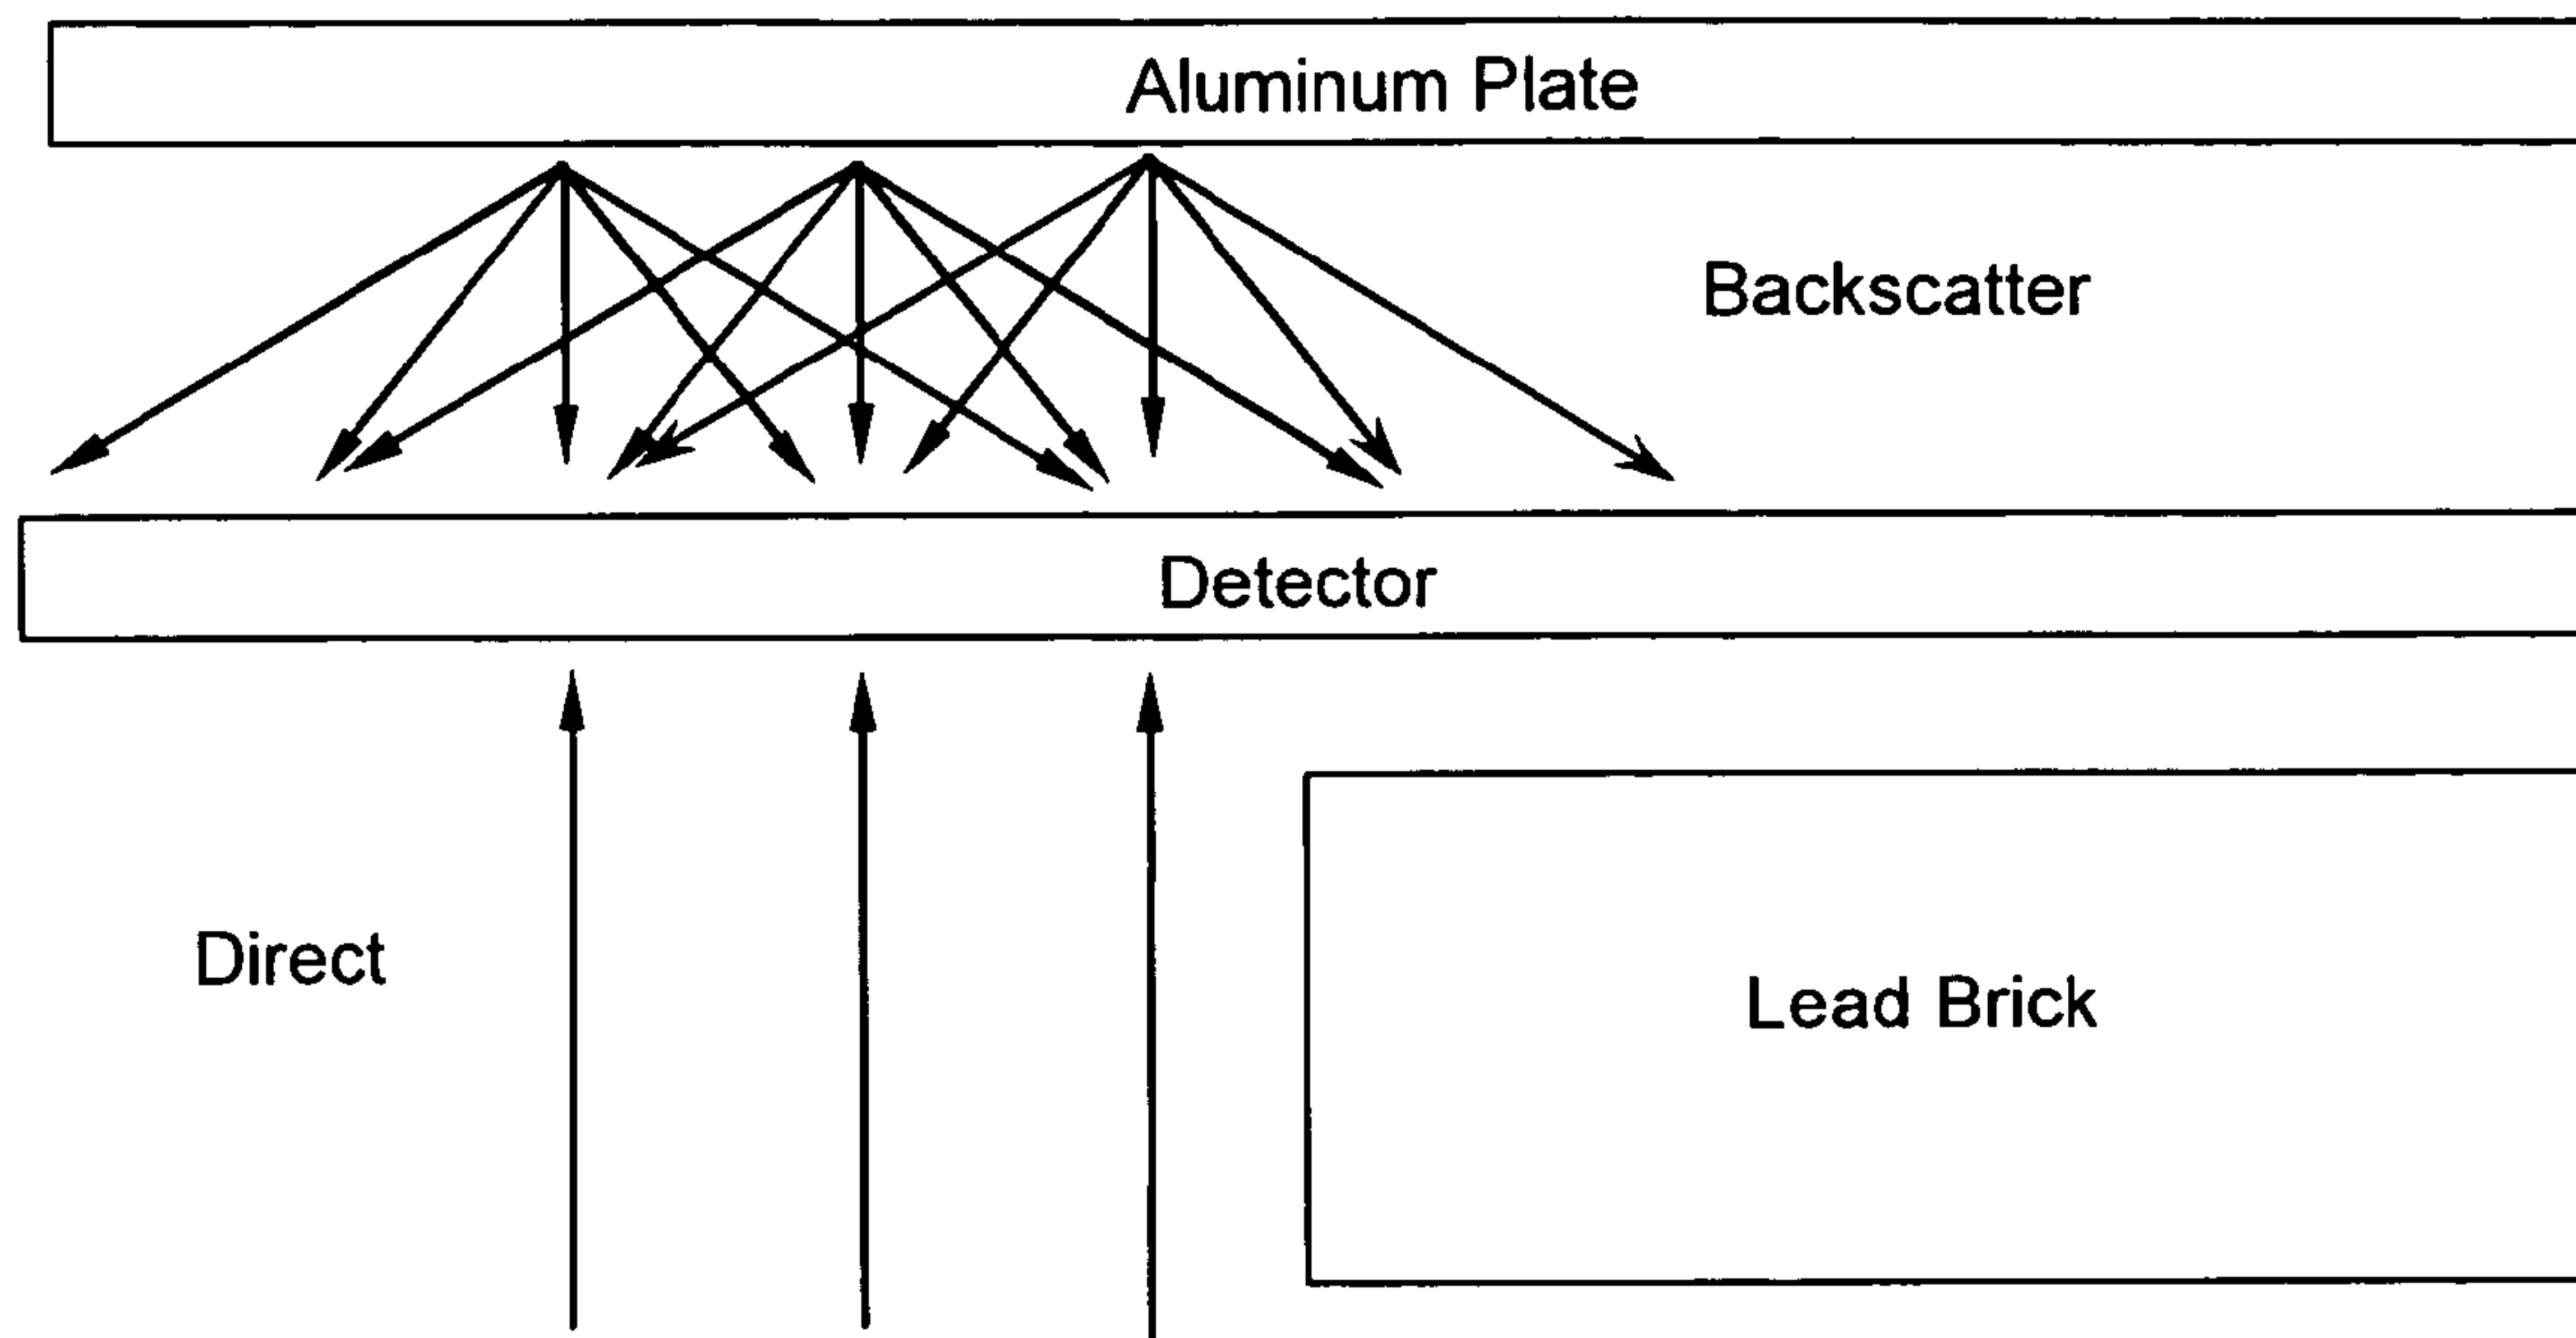 Aluminum Plate
Backscatter
Detector
Direct
Lead Brick